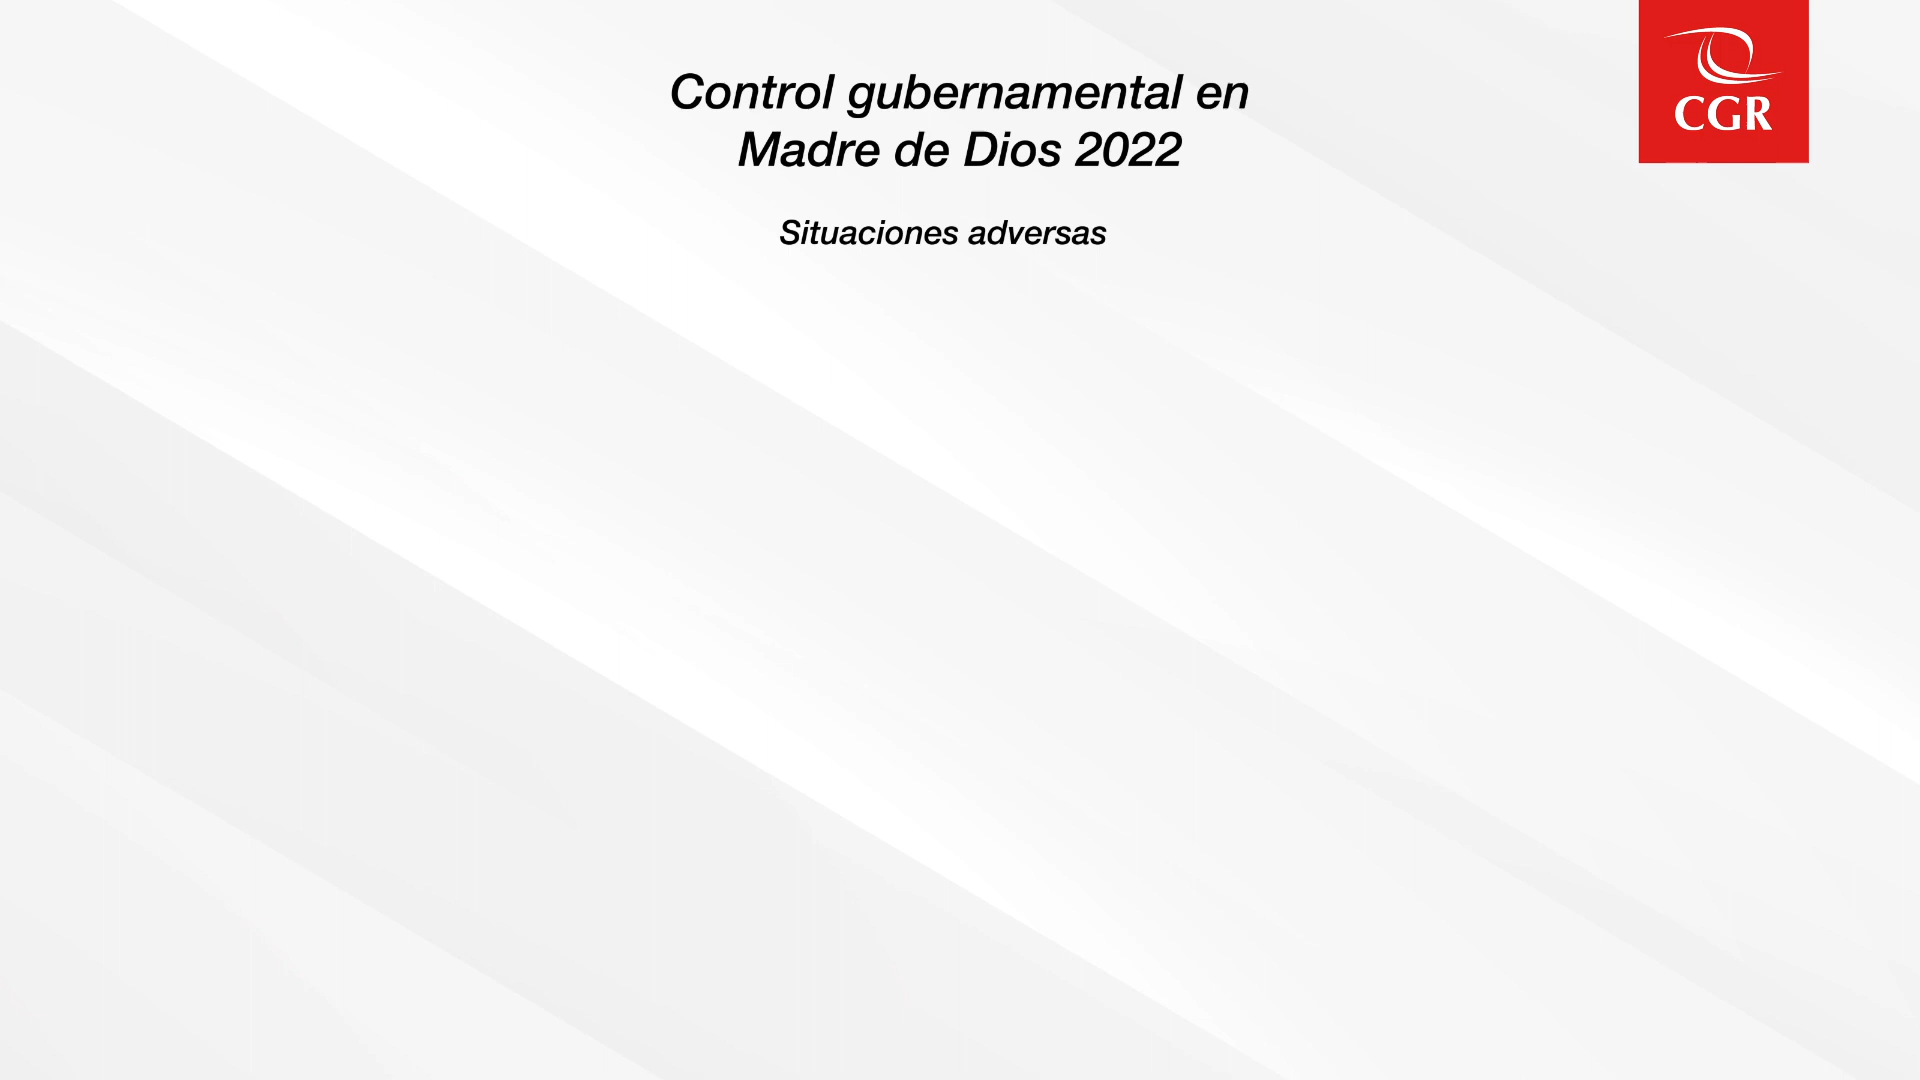 CGR
Control gubernamental en
Madre de Dios 2022
Situaciones adversas